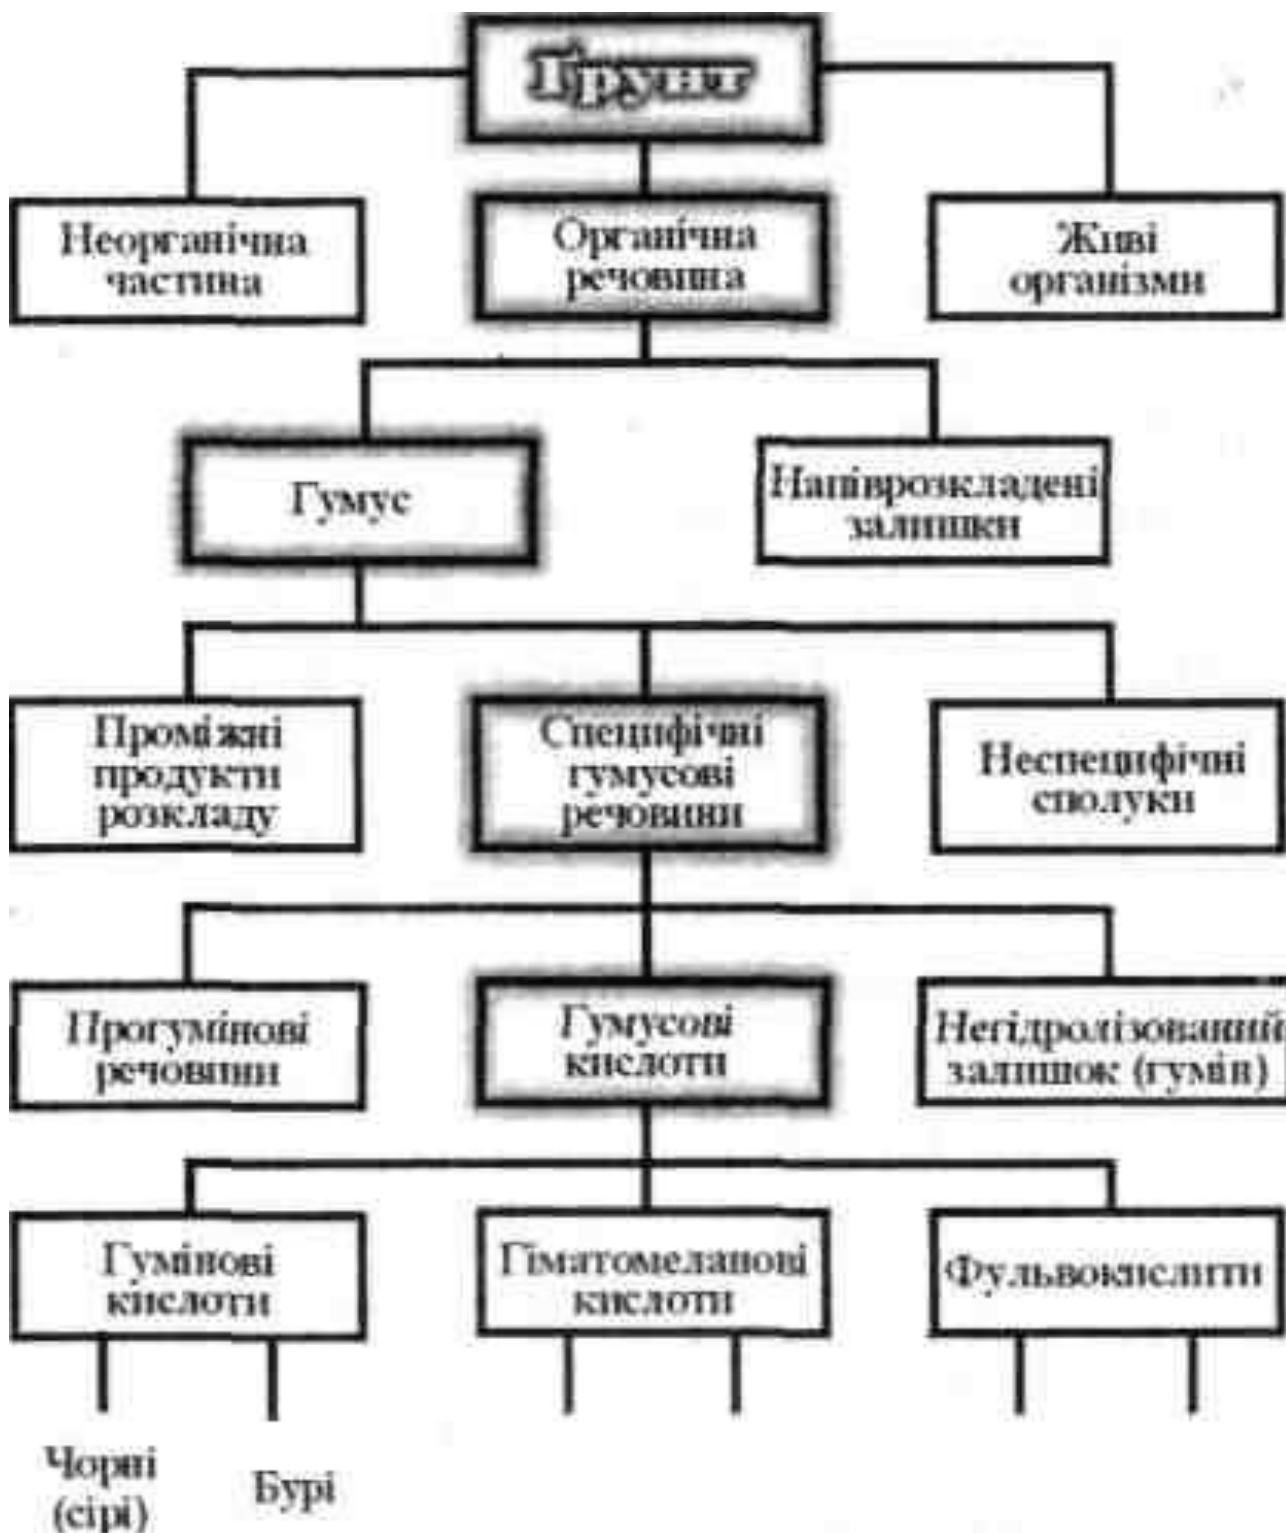 Ґрунт
Неорганічна
частина
Органічна
речовина
Живі
організми
Гумус
Напіврозкладені
залишки
Проміжні
продукти
розкладу
Специфічні
гумусові
речовини
Неспецифічні
сполуки
Прогумінові
речовини
Гумусові
кислоти
Негідролізований
залишок (гумін)
Гумінові
кислоти
Гіматомеланові
кислоти
Фульвокислити
Чорні
(сірі)
Бурі